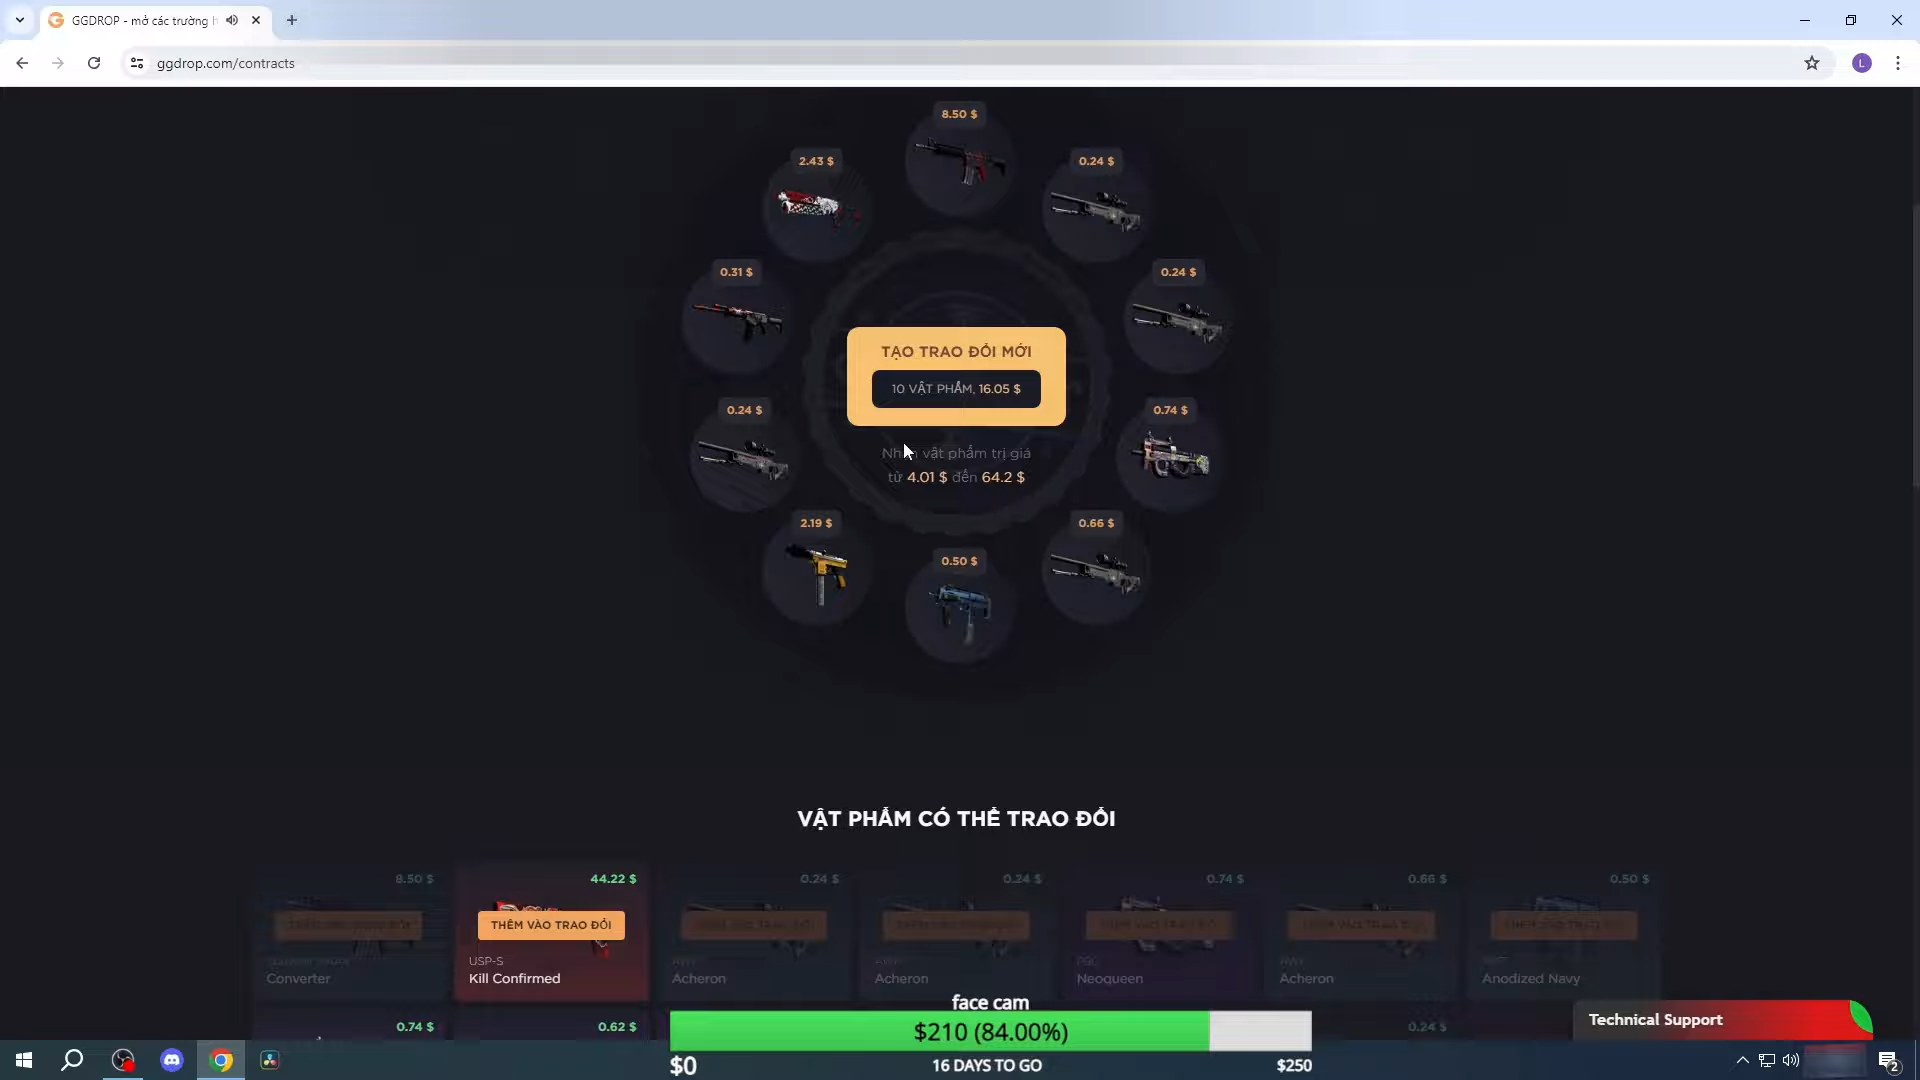 GGDROP - mở các trường h
ggdrop.com/contracts
L
8.50 $
2.43 $
0.24 $
0.31 $
0.24 $
TẠO TRAO ĐỔI MỚI
10 VẬT PHẨM, 16.05 $
0.24 $
0.74 $
Nhận vật phẩm trị giá
từ 4.01 $ đến 64.2 $
2.19 $
0.66 $
0.50 $
VẬT PHẨM CÓ THỂ TRAO ĐỔI
8.50 $
44.22 $
0.24 $
0.24 $
0.74 $
0.66 $
0.50 $
THÊM VÀO TRAO ĐỔI
USP-S
Converter
Kill Confirmed
Acheron
Acheron
Neoqueen
Acheron
Anodized Navy
face cam
0.74 $
0.62 $
$210 (84.00%)
0.24 $
Technical Support
$0
16 DAYS TO GO
$250
2